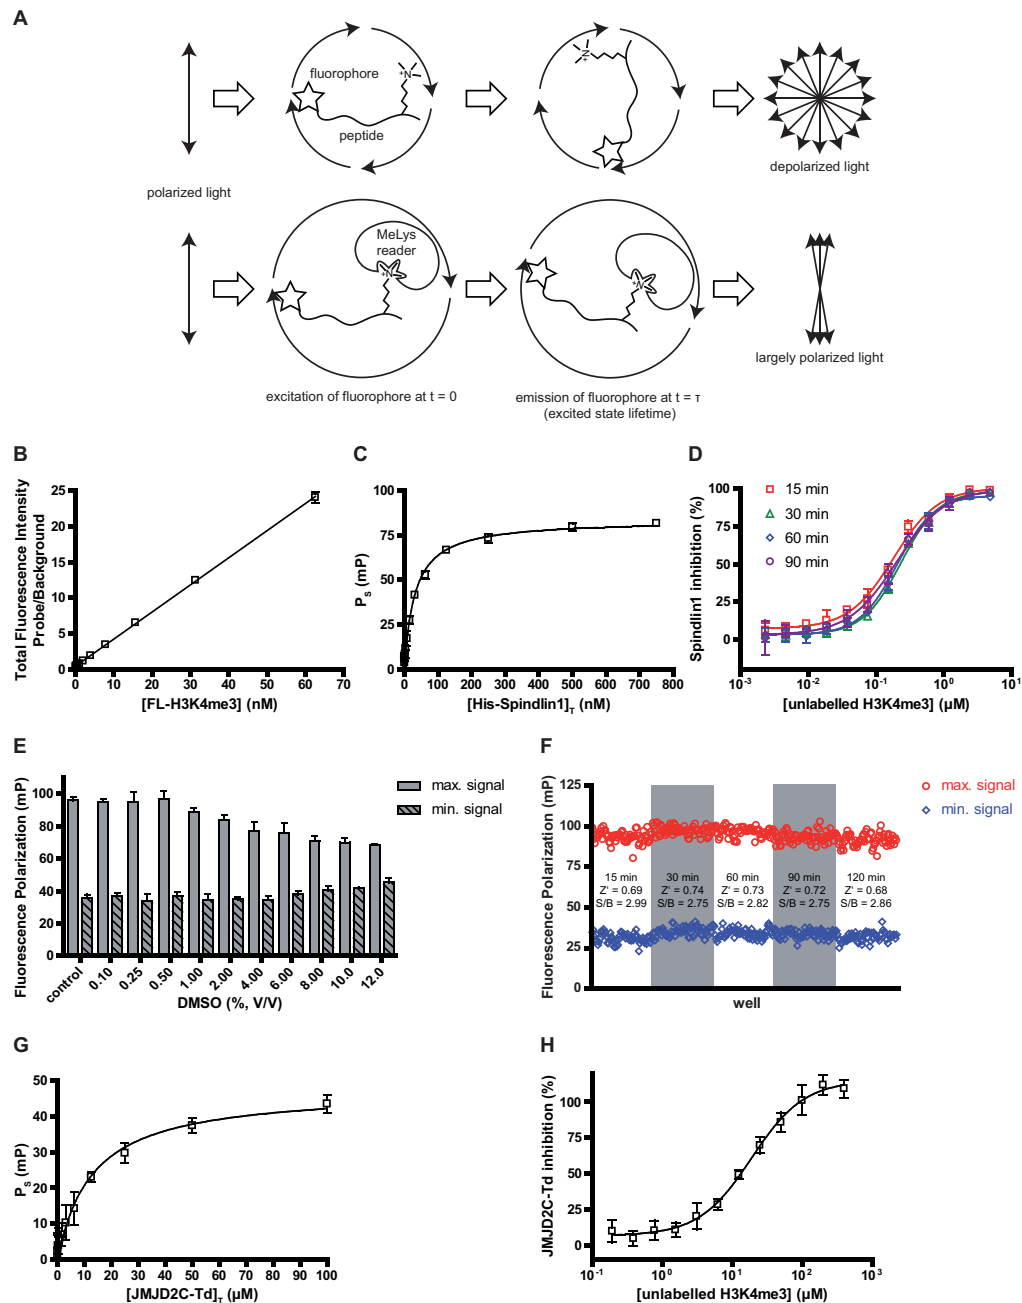 A
polarized light
fluorophore
peptide
+N
N+
depolarized light
MeLys
reader
+N
+N
largely polarized light
excitation of fluorophore at t = 0
emission of fluorophore at t = τ
(excited state lifetime)
B
Total Fluorescence Intensity
Probe/Background
25
20
15
10
5
0
0 10 20 30 40 50 60 70
[FL-H3K4me3] (nM)
C
PS (mP)
100
75
50
25
0
0 100 200 300 400 500 600 700 800
[His-Spindlin1]T (nM)
D
Spindlin1 inhibition (%)
100
75
50
25
0
15 min
30 min
60 min
90 min
10-3 10-2 10-1 100 101
[unlabelled H3K4me3] (µM)
E
Fluorescence Polarization (mP)
100
80
60
40
20
0
max. signal
min. signal
control 0.10 0.25 0.50 1.00 2.00 4.00 6.00 8.00 10.0 12.0
DMSO (%, V/V)
F
Fluorescence Polarization (mP)
125
100
75
50
25
0
max. signal
min. signal
15 min
Z' = 0.69
S/B = 2.99
30 min
Z' = 0.74
S/B = 2.75
60 min
Z' = 0.73
S/B = 2.82
90 min
Z' = 0.72
S/B = 2.75
120 min
Z' = 0.68
S/B = 2.86
well
G
PS (mP)
50
40
30
20
10
0
0 10 20 30 40 50 60 70 80 90 100
[JMJD2C-Td]T (µM)
H
JMJD2C-Td inhibition (%)
100
75
50
25
0
10-1 100 101 102 103
[unlabelled H3K4me3] (µM)